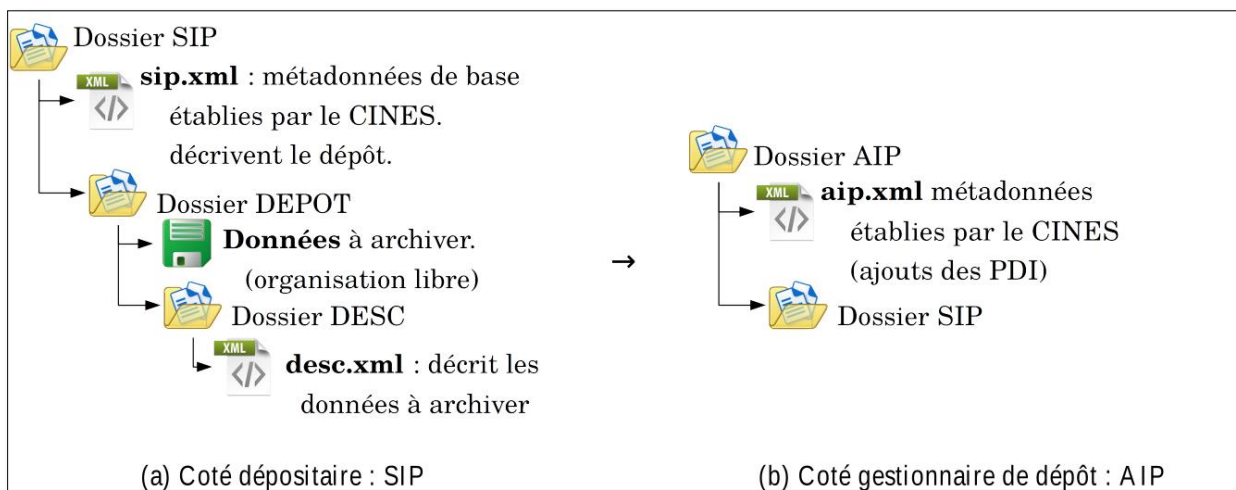 Dossier SIP
XML
sip.xml : métadonnées de base
établies par le CINES.
décrivent le dépôt.
Dossier DEPOT
Données à archiver.
(organisation libre)
Dossier DESC
XML
desc.xml : décrit les
données à archiver
(a) Coté dépositaire : SIP
→
Dossier AIP
XML
aip.xml métadonnées
établies par le CINES
(ajouts des PDI)
Dossier SIP
(b) Coté gestionnaire de dépôt : AIP